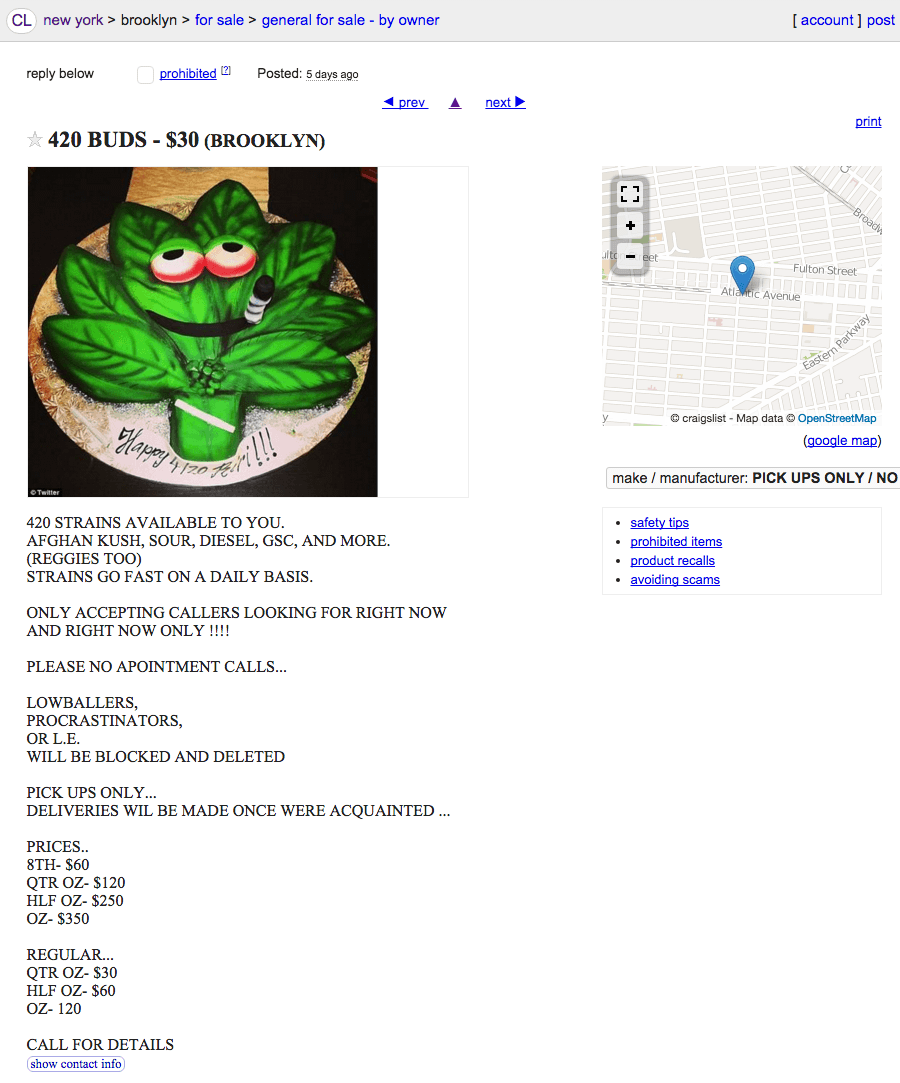 CL new york > brooklyn > for sale > general for sale - by owner [ account ] post
reply below prohibited [?] Posted: 5 days ago
◀ prev ▲ next ▶
print
☆ 420 BUDS - $30 (BROOKLYN)
Happy 4/20
© Twitter
Broadw
Fulton Street
Atlantic Avenue
Eastern Parkway
+
−
© craigslist - Map data © OpenStreetMap
(google map)
make / manufacturer: PICK UPS ONLY / NO
• safety tips
• prohibited items
• product recalls
• avoiding scams
420 STRAINS AVAILABLE TO YOU.
AFGHAN KUSH, SOUR, DIESEL, GSC, AND MORE.
(REGGIES TOO)
STRAINS GO FAST ON A DAILY BASIS.
ONLY ACCEPTING CALLERS LOOKING FOR RIGHT NOW
AND RIGHT NOW ONLY !!!!
PLEASE NO APOINTMENT CALLS...
LOWBALLERS,
PROCRASTINATORS,
OR L.E.
WILL BE BLOCKED AND DELETED
PICK UPS ONLY...
DELIVERIES WIL BE MADE ONCE WERE ACQUAINTED ...
PRICES..
8TH- $60
QTR OZ- $120
HLF OZ- $250
OZ- $350
REGULAR...
QTR OZ- $30
HLF OZ- $60
OZ- 120
CALL FOR DETAILS
show contact info